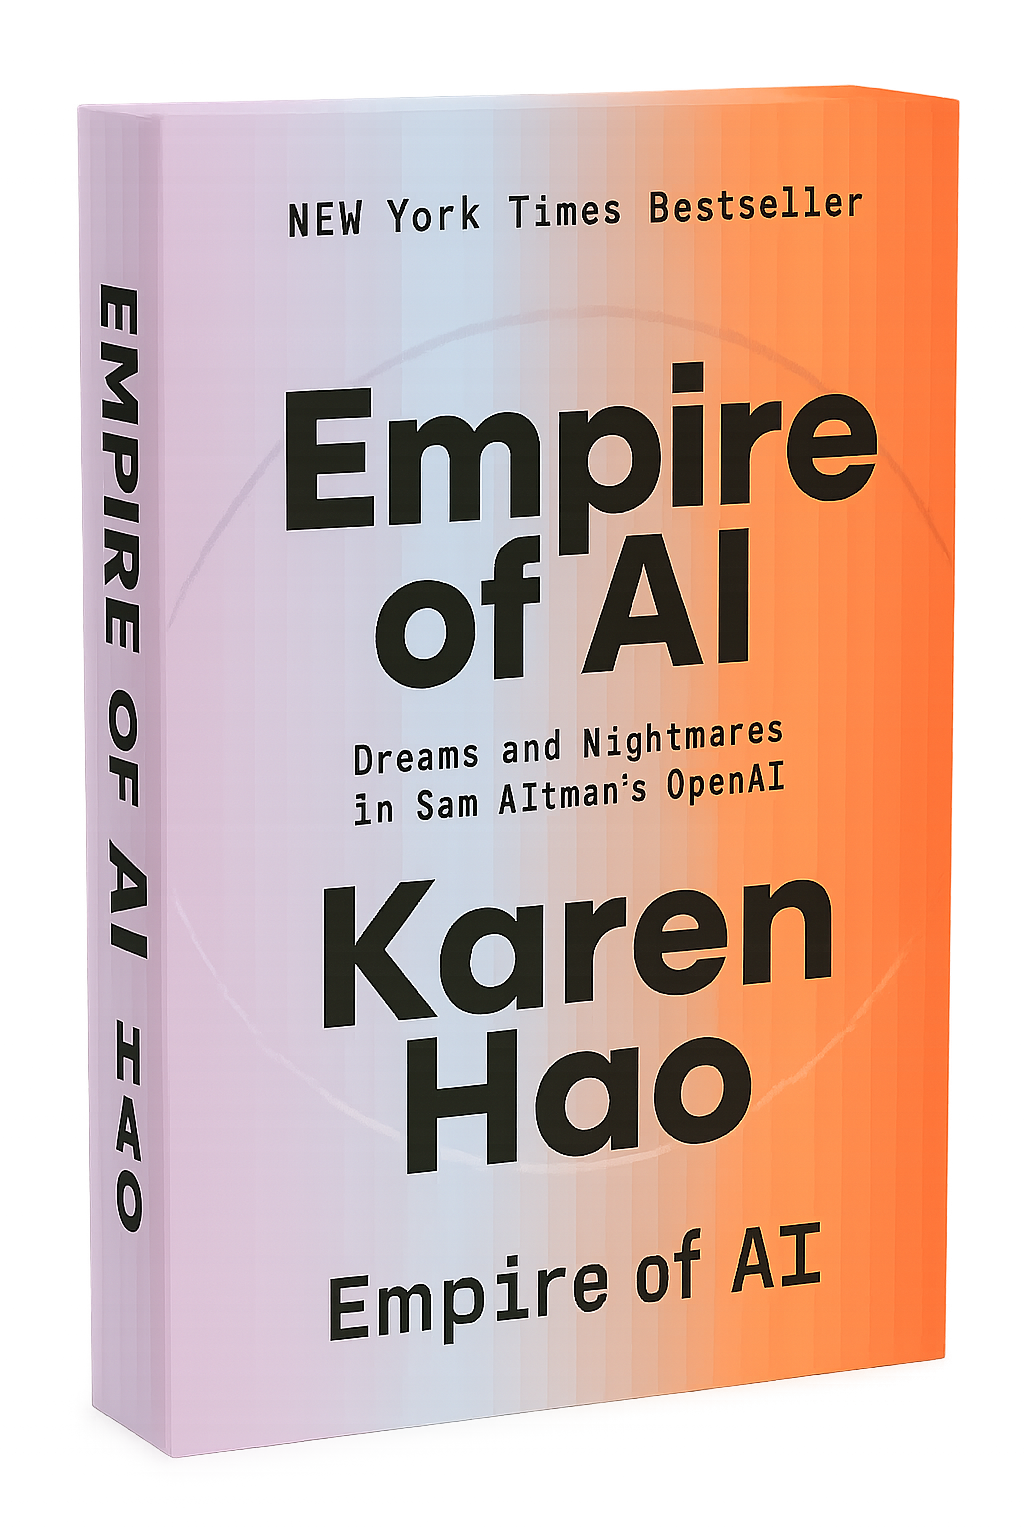 EMPIRE OF AI HAO
NEW York Times Bestseller
Empire
of AI
Dreams and Nightmares
in Sam AItman's OpenAI
Karen
Hao
Empire of AI